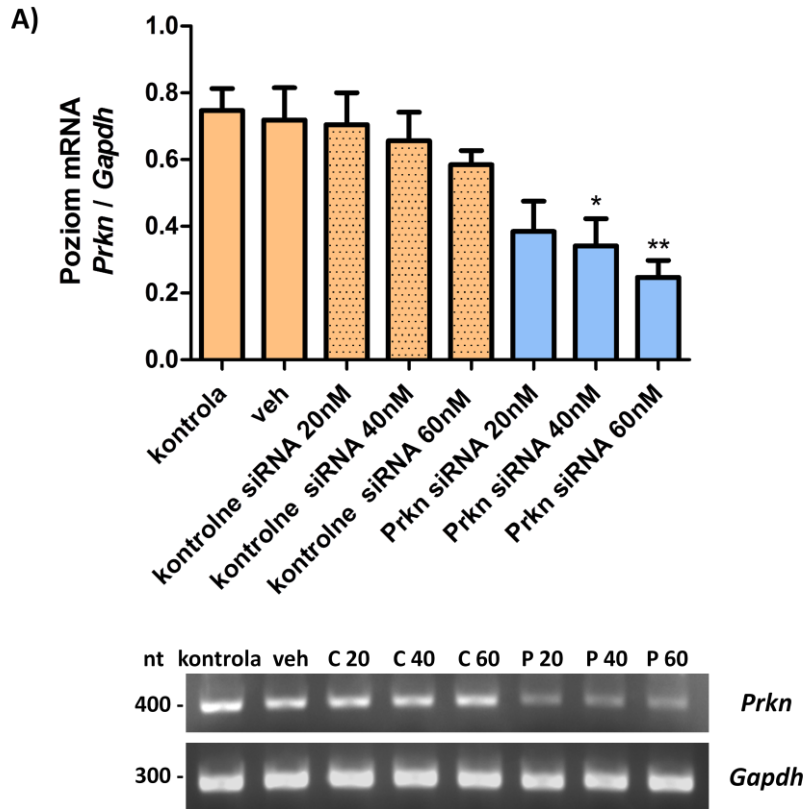 A)
Poziom mRNA
Prkn / Gapdh
1.0
0.8
0.6
0.4
0.2
0.0
*
**
kontrola
veh
kontrolne siRNA 20nM
kontrolne siRNA 40nM
kontrolne siRNA 60nM
Prkn siRNA 20nM
Prkn siRNA 40nM
Prkn siRNA 60nM
nt kontrola veh C 20 C 40 C 60 P 20 P 40 P 60
400 - Prkn
300 - Gapdh